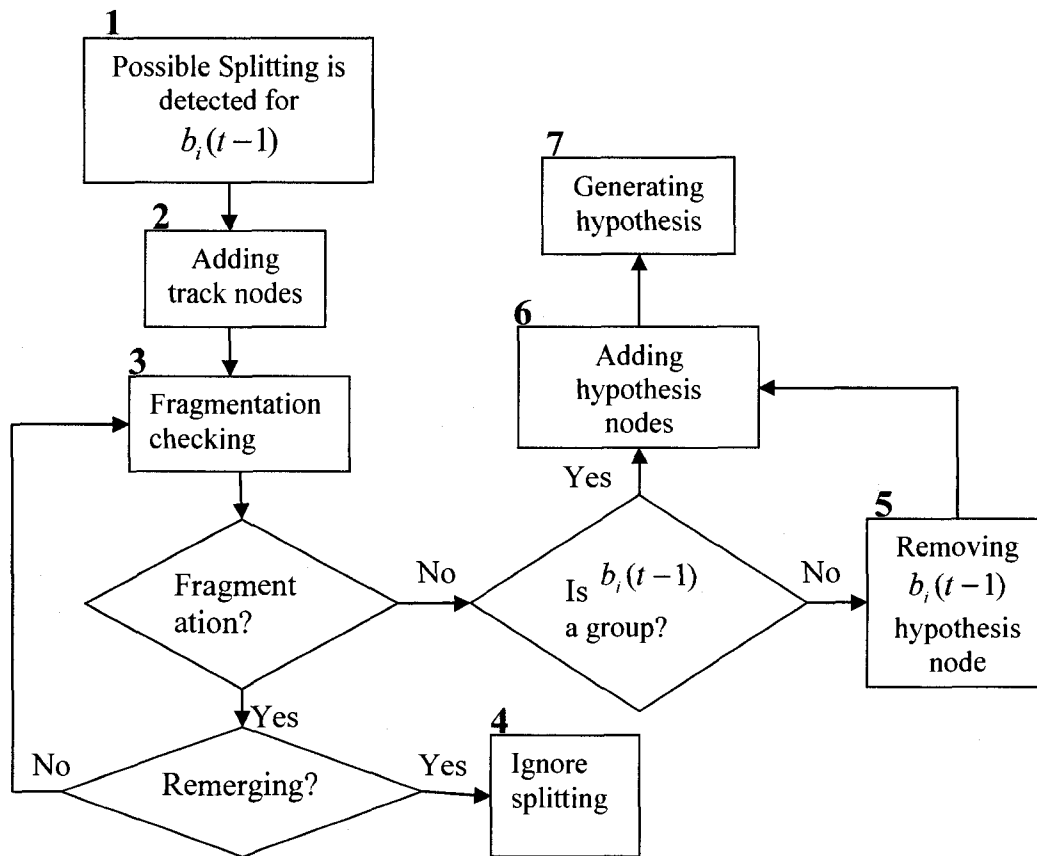 1
Possible Splitting is
detected for
b_i(t−1)
2
Adding
track nodes
3
Fragmentation
checking
Fragment
ation?
No
Yes
Remerging?
No
Yes
4
Ignore
splitting
Is b_i(t−1)
a group?
Yes
No
5
Removing
b_i(t−1)
hypothesis
node
6
Adding
hypothesis
nodes
7
Generating
hypothesis